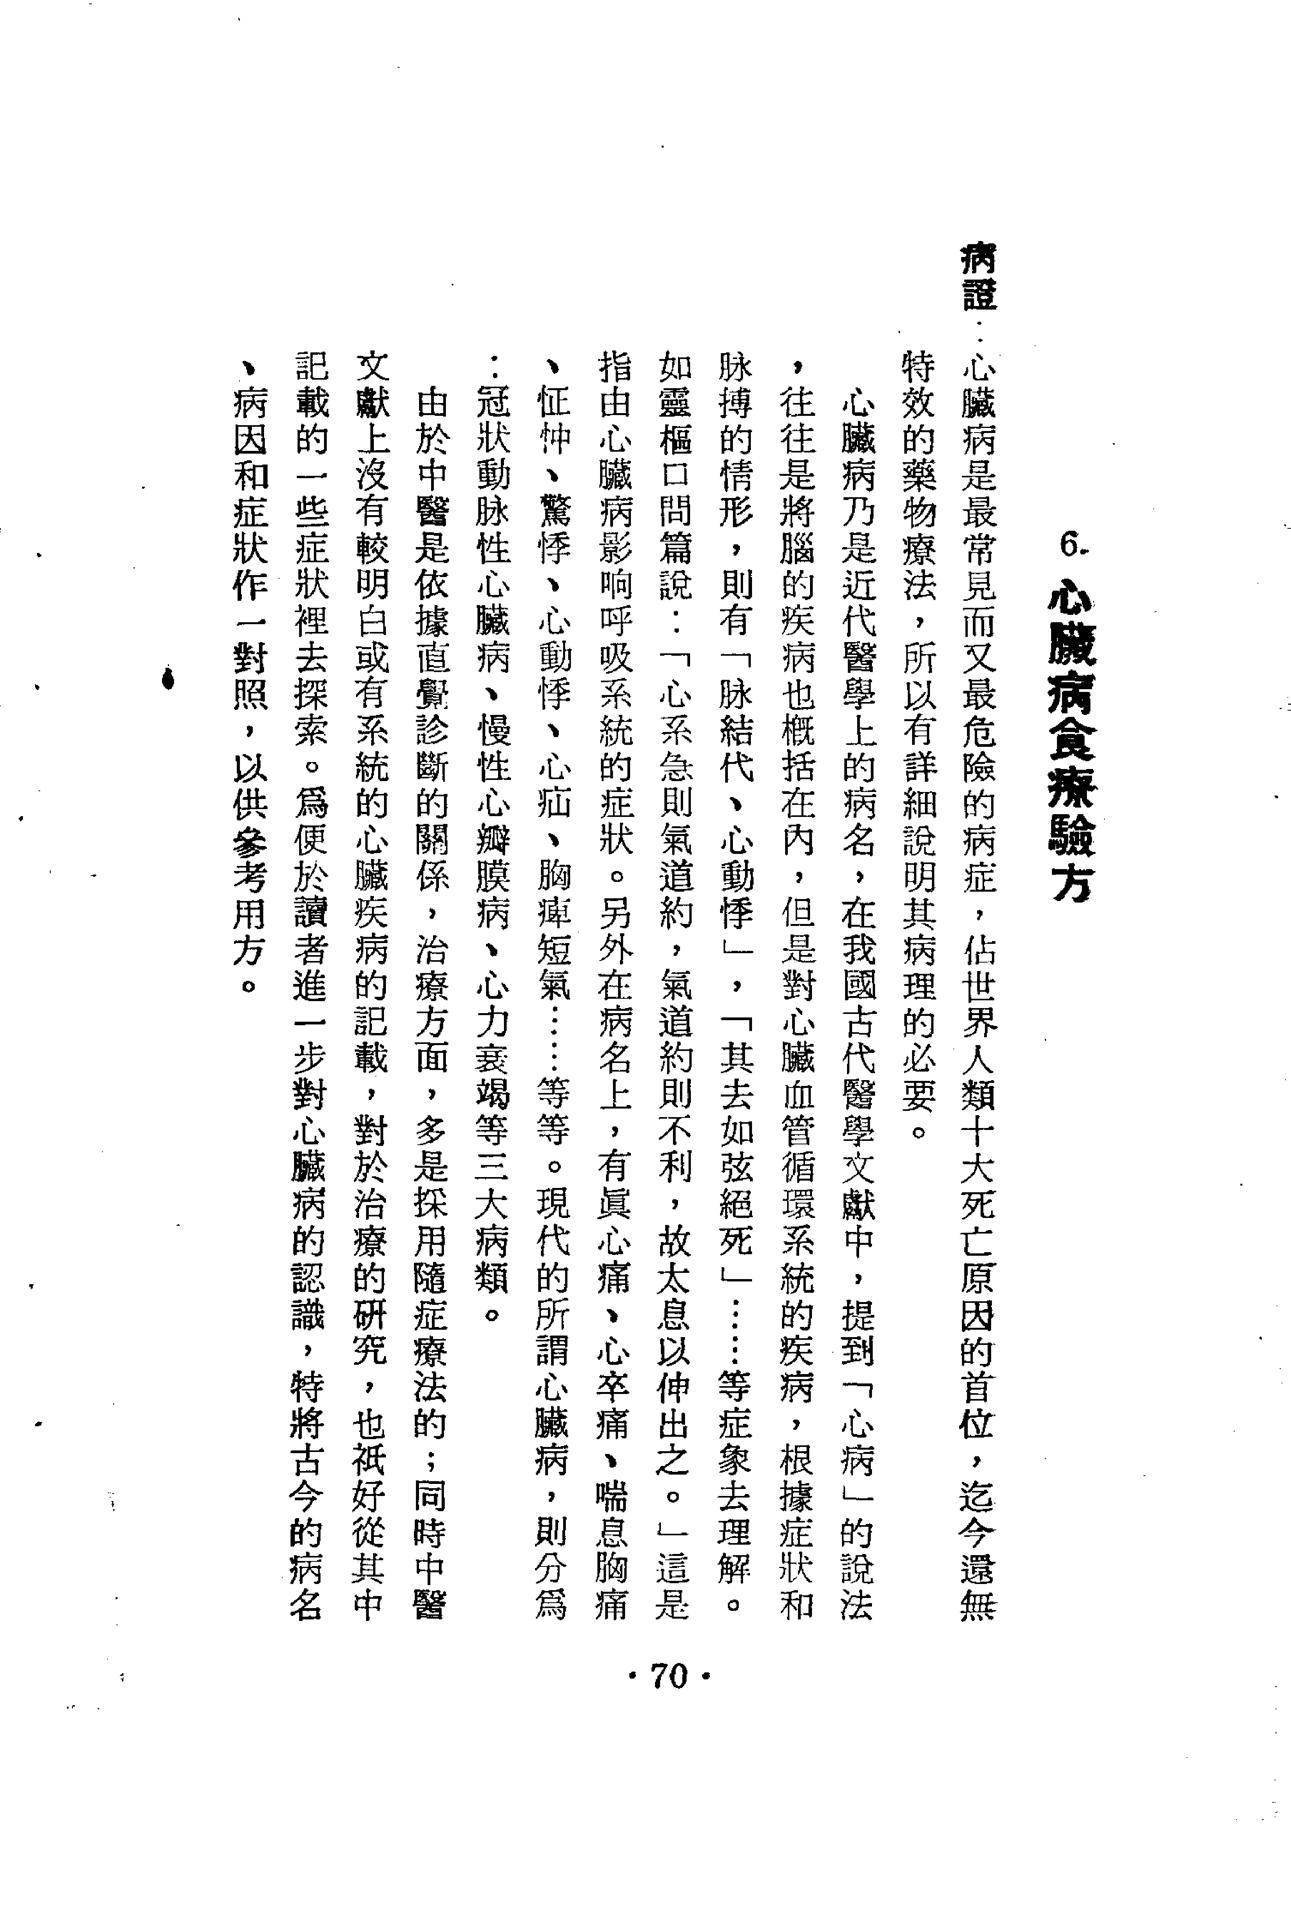 6. 心臟病食療驗方
病證：心臟病是最常見而又最危險的病症，佔世界人類十大死亡原因的首位，迄今還無
特效的藥物療法，所以有詳細說明其病理的必要。
心臟病乃是近代醫學上的病名，在我國古代醫學文獻中，提到「心病」的說法
，往往是將腦的疾病也概括在內，但是對心臟血管循環系統的疾病，根據症狀和
脉搏的情形，則有「脉結代、心動悸」，「其去如弦絕死」……等症象去理解。
如靈樞口問篇說：「心系急則氣道約，氣道約則不利，故太息以伸出之。」這是
指由心臟病影响呼吸系統的症狀。另外在病名上，有眞心痛、心卒痛、喘息胸痛
、怔忡、驚悸、心動悸、心疝、胸痺短氣……等等。現代的所謂心臟病，則分爲
：冠狀動脉性心臟病、慢性心瓣膜病、心力衰竭等三大病類。
由於中醫是依據直覺診斷的關係，治療方面，多是採用隨症療法的；同時中醫
文獻上沒有較明白或有系統的心臟疾病的記載，對於治療的研究，也祇好從其中
記載的一些症狀裡去探索。爲便於讀者進一步對心臟病的認識，特將古今的病名
、病因和症狀作一對照，以供參考用方。
·70·